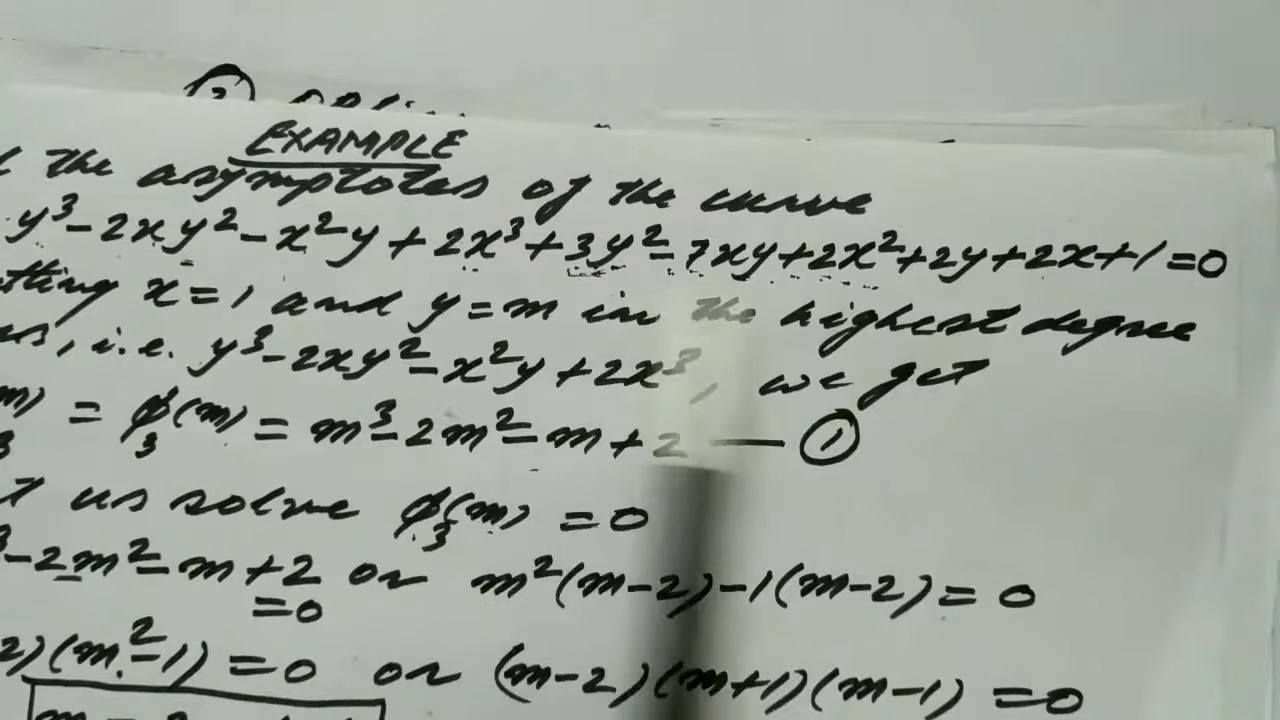 EXAMPLE
the asymptotes of the curve
y³-2xy²-x²y+2x³+3y²-7xy+2x²+2y+2x+1=0
x=1 and y=m in the highest degree
i.e. y³-2xy²-x²y+2x³, we get
= ϕ₃(m) = m³-2m²-m+2 — ①
us solve ϕ₃(m) = 0
-2m²-m+2 or m²(m-2)-1(m-2) = 0
=0
2)(m²-1) = 0 or (m-2)(m+1)(m-1) = 0